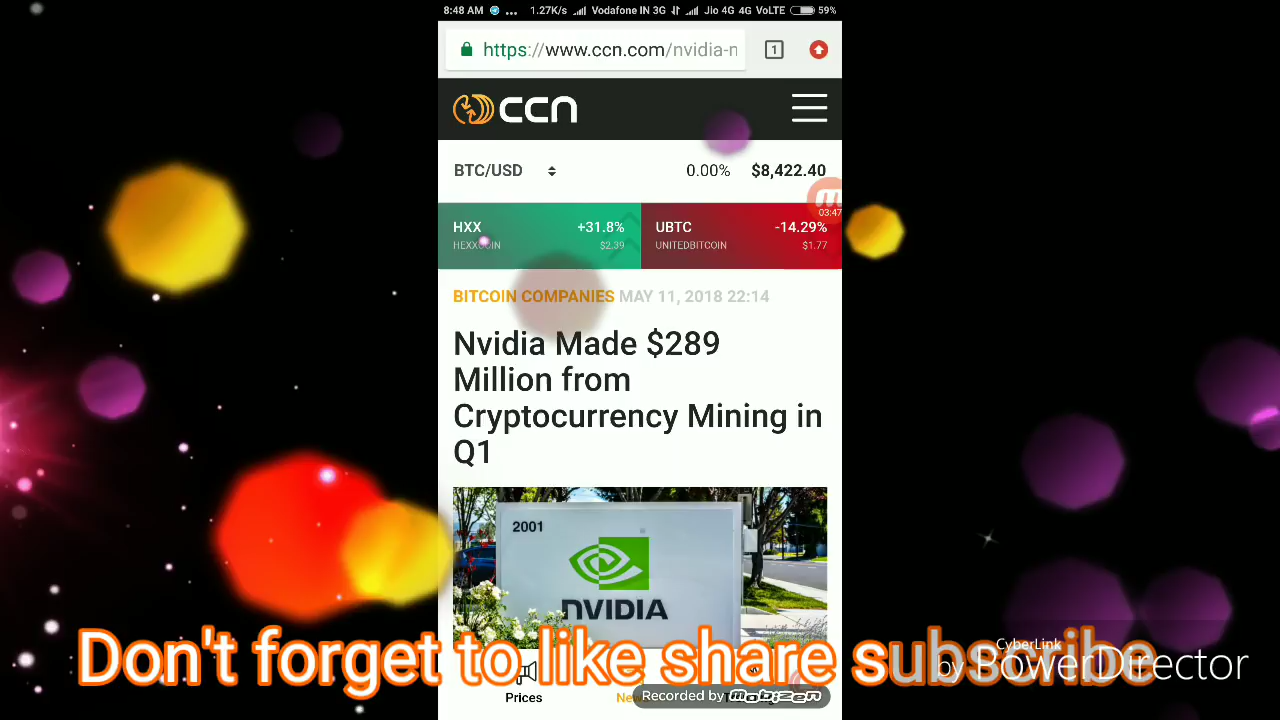 8:48 AM ... 1.27K/s Vodafone IN 3G Jio 4G 4G VoLTE 59%
https://www.ccn.com/nvidia-n 1
ccn
BTC/USD 0.00% $8,422.40
03:47
HXX +31.8% UBTC -14.29%
HEXXCOIN $2.39 UNITEDBITCOIN $1.77
BITCOIN COMPANIES MAY 11, 2018 22:14
Nvidia Made $289
Million from
Cryptocurrency Mining in
Q1
2001
NVIDIA
Don't forget to like share subscribe
CyberLink
by PowerDirector
Prices
Recorded by mobizen